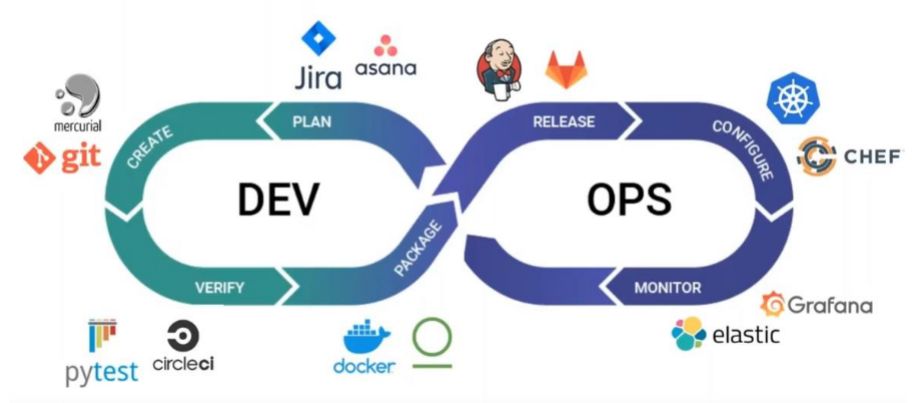 Jira
asana
mercurial
git
CREATE
PLAN
RELEASE
CONFIGURE
CHEF
DEV
OPS
VERIFY
PACKAGE
MONITOR
Grafana
elastic
pytest
circleci
docker